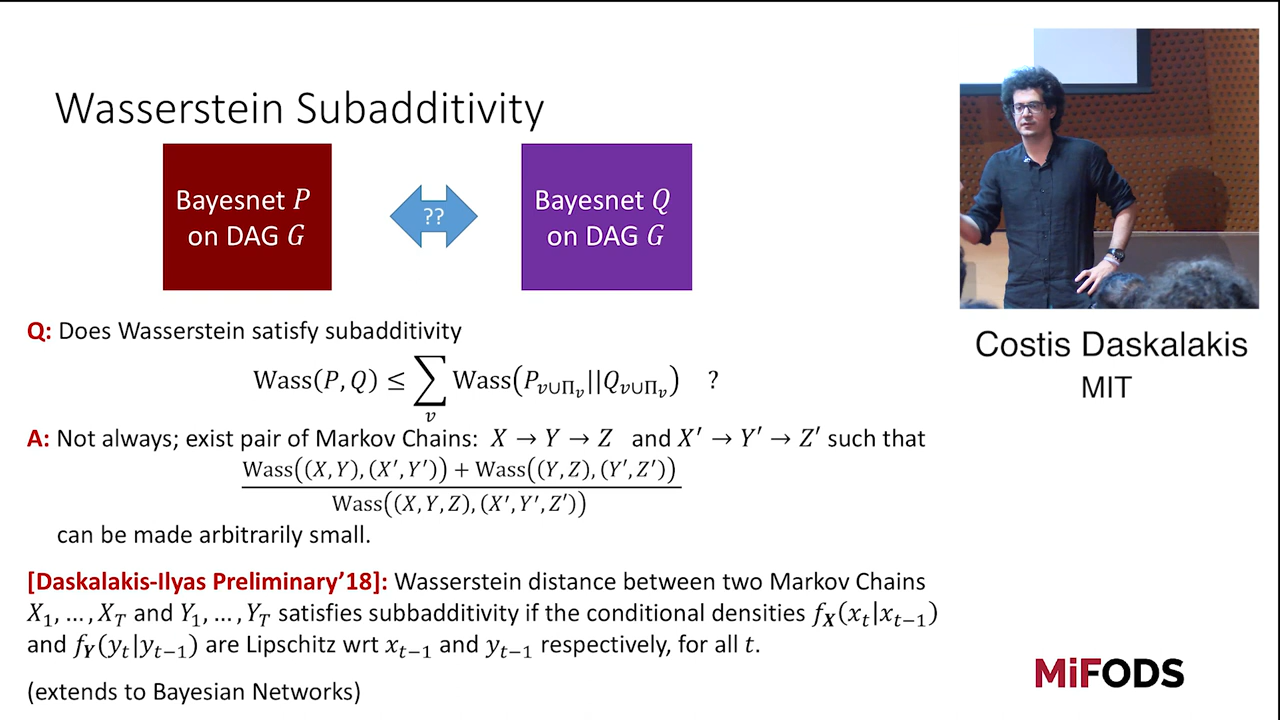 Wasserstein Subadditivity
Bayesnet P
on DAG G
??
Bayesnet Q
on DAG G
Q: Does Wasserstein satisfy subadditivity
Wass(P, Q) ≤ ∑_v Wass(P_{v∪Π_v}||Q_{v∪Π_v}) ?
A: Not always; exist pair of Markov Chains: X → Y → Z and X′ → Y′ → Z′ such that
Wass((X, Y), (X′, Y′)) + Wass((Y, Z), (Y′, Z′))
Wass((X, Y, Z), (X′, Y′, Z′))
can be made arbitrarily small.
[Daskalakis-Ilyas Preliminary’18]: Wasserstein distance between two Markov Chains
X_1, … , X_T and Y_1, … , Y_T satisfies subbadditivity if the conditional densities f_X(x_t|x_{t−1})
and f_Y(y_t|y_{t−1}) are Lipschitz wrt x_{t−1} and y_{t−1} respectively, for all t.
(extends to Bayesian Networks)
Costis Daskalakis
MIT
MiFODS